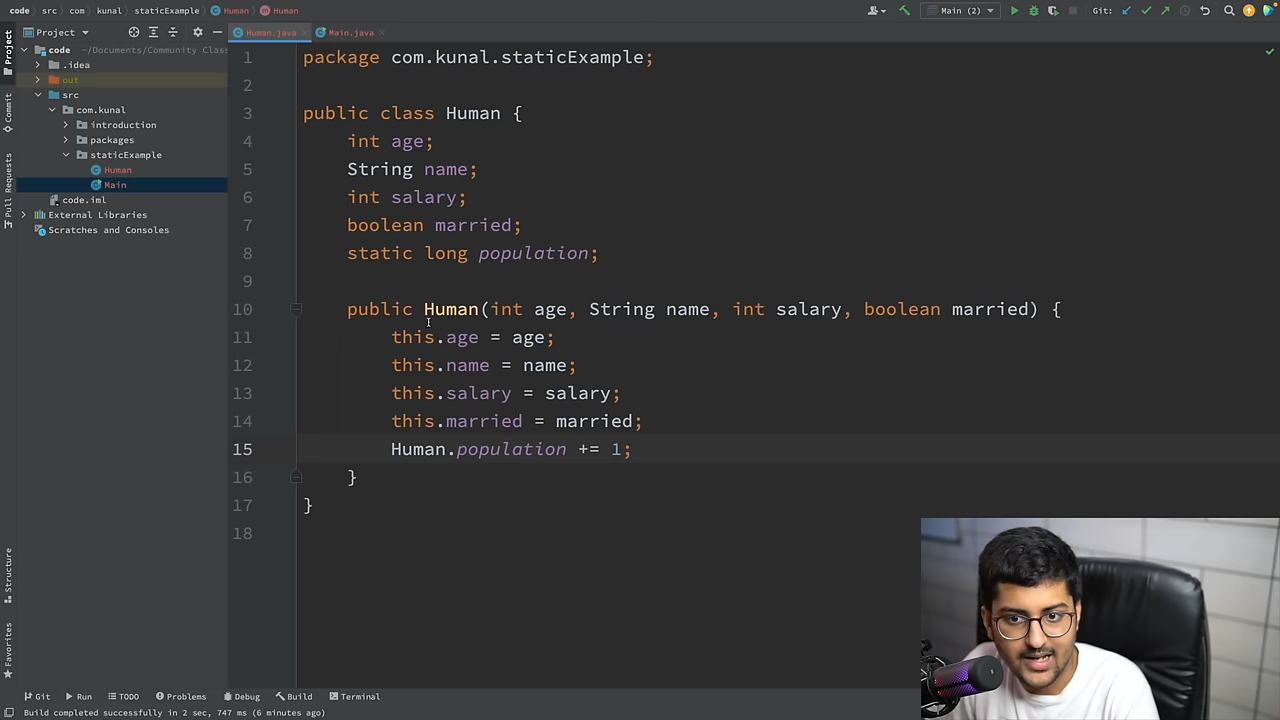 code src com kunal staticExample Human Human
Main (2) Git:
Project
Human.java Main.java
code ~/Documents/Community Clas
.idea
out
src
com.kunal
introduction
packages
staticExample
Human
Main
code.iml
External Libraries
Scratches and Consoles
Project
Commit
Pull Requests
Structure
Favorites
1 package com.kunal.staticExample;
2
3 public class Human {
4 int age;
5 String name;
6 int salary;
7 boolean married;
8 static long population;
9
10 public Human(int age, String name, int salary, boolean married) {
11 this.age = age;
12 this.name = name;
13 this.salary = salary;
14 this.married = married;
15 Human.population += 1;
16 }
17 }
18
Git Run TODO Problems Debug Build Terminal
Build completed successfully in 2 sec, 747 ms (6 minutes ago)